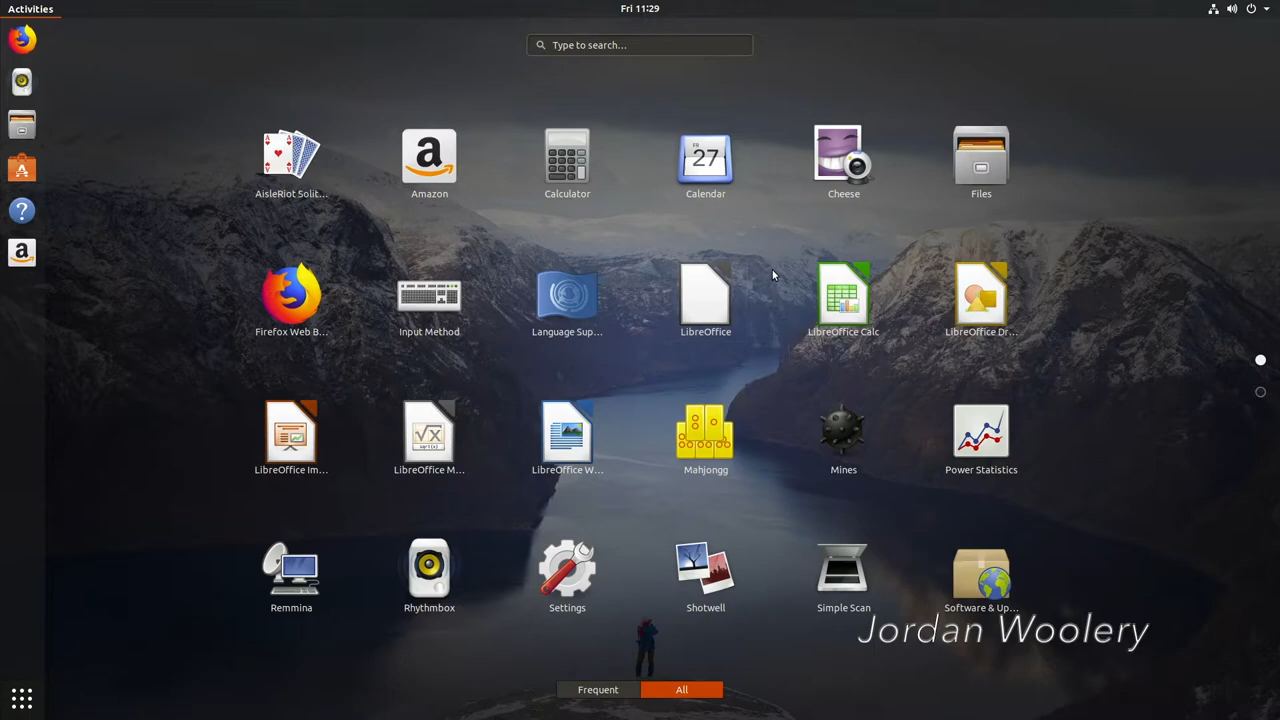 Activities
Fri 11:29
Type to search...
AisleRiot Solit...
Amazon
Calculator
FRI
27
Calendar
Cheese
Files
Firefox Web B...
Input Method
Language Sup...
LibreOffice
LibreOffice Calc
LibreOffice Dr...
LibreOffice Im...
LibreOffice M...
LibreOffice W...
Mahjongg
Mines
Power Statistics
Remmina
Rhythmbox
Settings
Shotwell
Simple Scan
Software & Up...
Jordan Woolery
Frequent
All